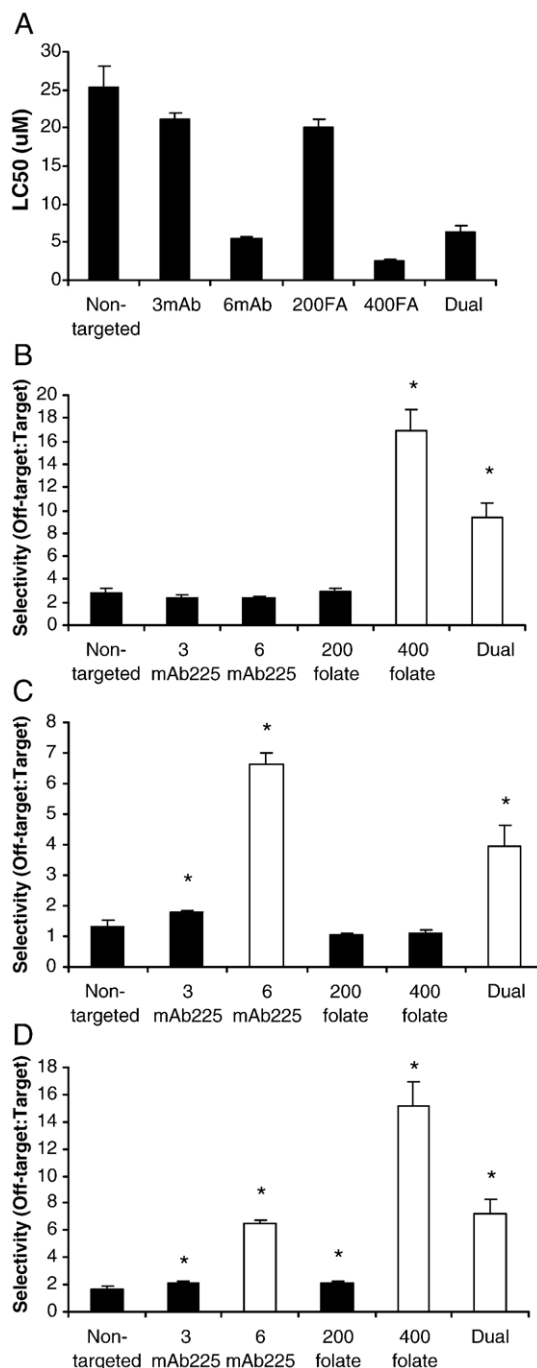 A
LC50 (uM)
30
25
20
15
10
5
0
Non-
targeted
3mAb
6mAb
200FA
400FA
Dual
B
Selectivity (Off-target:Target)
20
18
16
14
12
10
8
6
4
2
0
*
*
Non-
targeted
3
mAb225
6
mAb225
200
folate
400
folate
Dual
C
Selectivity (Off-target:Target)
8
7
6
5
4
3
2
1
0
*
*
*
Non-
targeted
3
mAb225
6
mAb225
200
folate
400
folate
Dual
D
Selectivity (Off-target:Target)
18
16
14
12
10
8
6
4
2
0
*
*
*
*
*
Non-
targeted
3
mAb225
6
mAb225
200
folate
400
folate
Dual